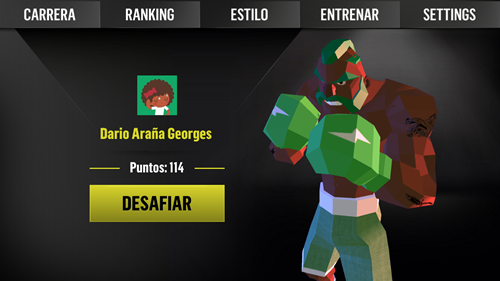 CARRERA
RANKING
ESTILO
ENTRENAR
SETTINGS
Dario Araña Georges
Puntos: 114
DESAFIAR